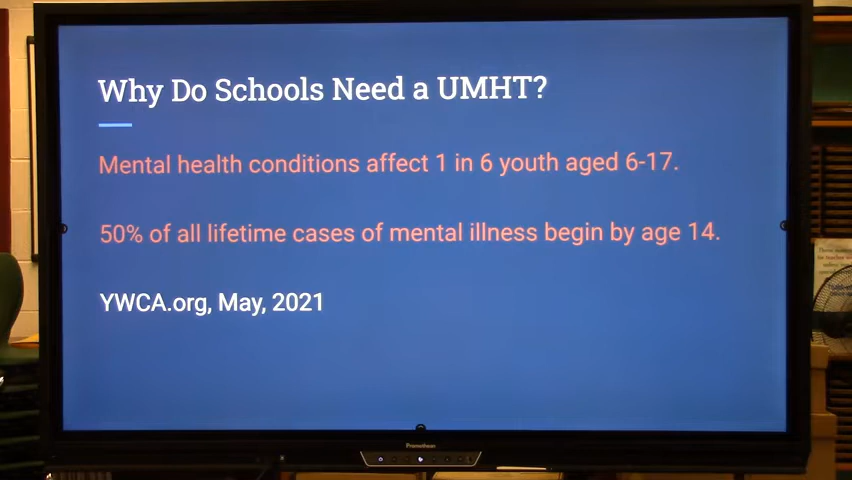 Why Do Schools Need a UMHT?
Mental health conditions affect 1 in 6 youth aged 6-17.
50% of all lifetime cases of mental illness begin by age 14.
YWCA.org, May, 2021
Promethean